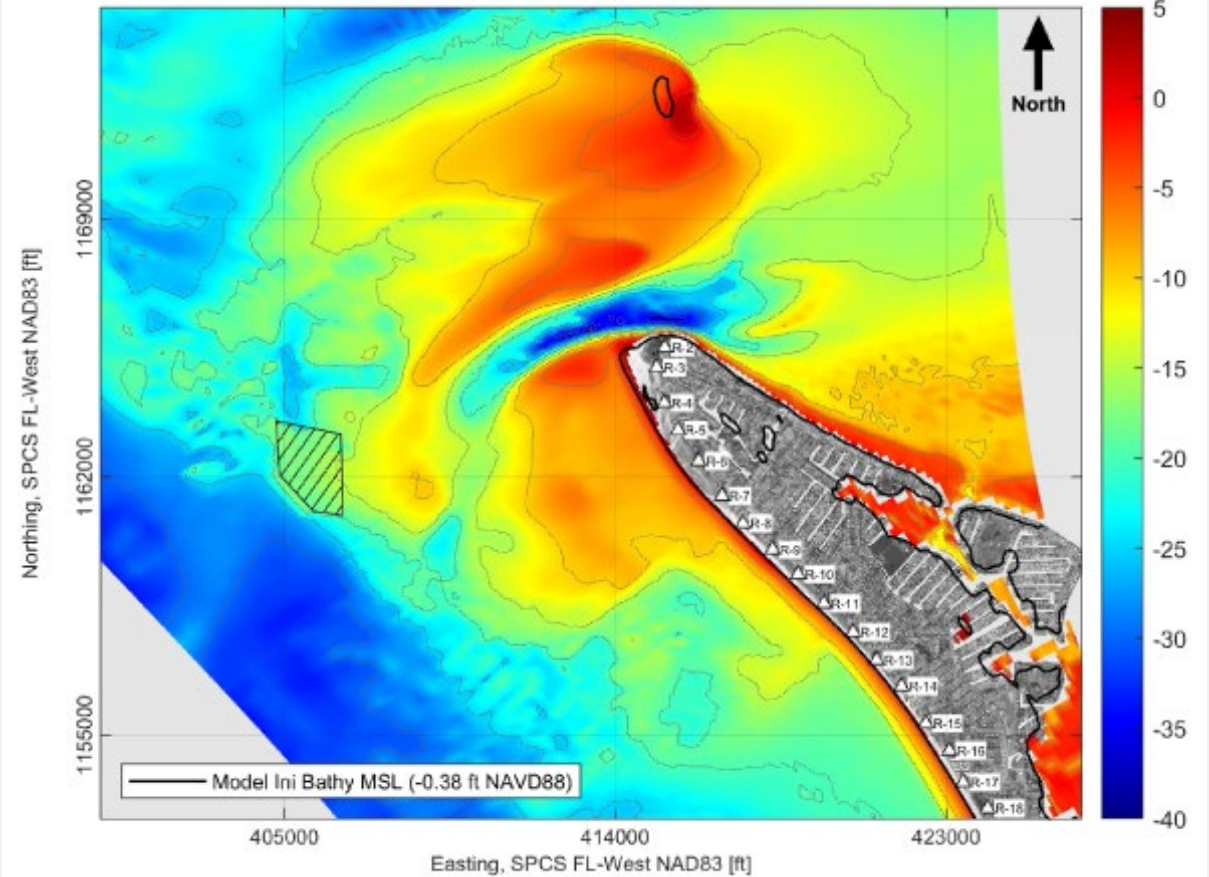 North
Northing, SPCS FL-West NAD83 [ft]
1169000
1162000
1155000
R-2
R-3
R-4
R-5
R-6
R-7
R-8
R-9
R-10
R-11
R-12
R-13
R-14
R-15
R-16
R-17
R-18
Model Ini Bathy MSL (-0.38 ft NAVD88)
405000
414000
423000
Easting, SPCS FL-West NAD83 [ft]
5
0
-5
-10
-15
-20
-25
-30
-35
-40